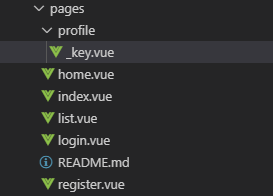 pages
profile
_key.vue
home.vue
index.vue
list.vue
login.vue
README.md
register.vue